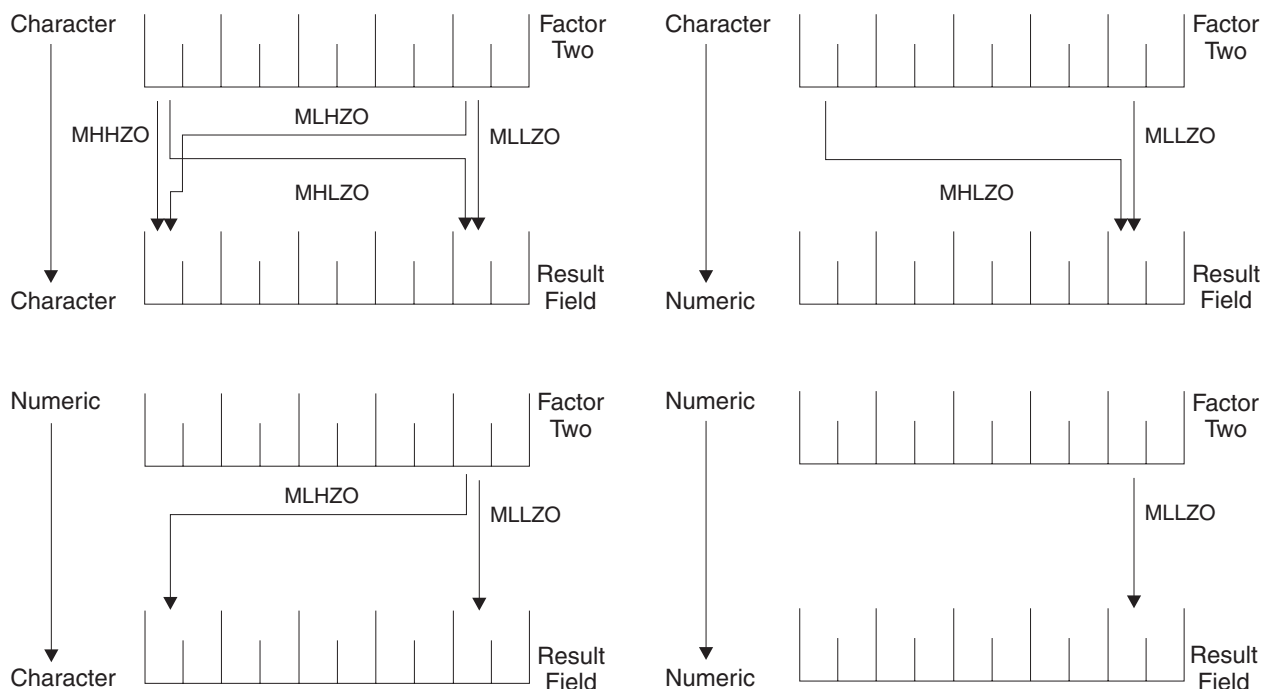 Character
Factor
Two
MHHZO
MLHZO
MLLZO
MHLZO
Character
Result
Field
Character
Factor
Two
MLLZO
MHLZO
Numeric
Result
Field
Numeric
Factor
Two
MLHZO
MLLZO
Character
Result
Field
Numeric
Factor
Two
MLLZO
Numeric
Result
Field